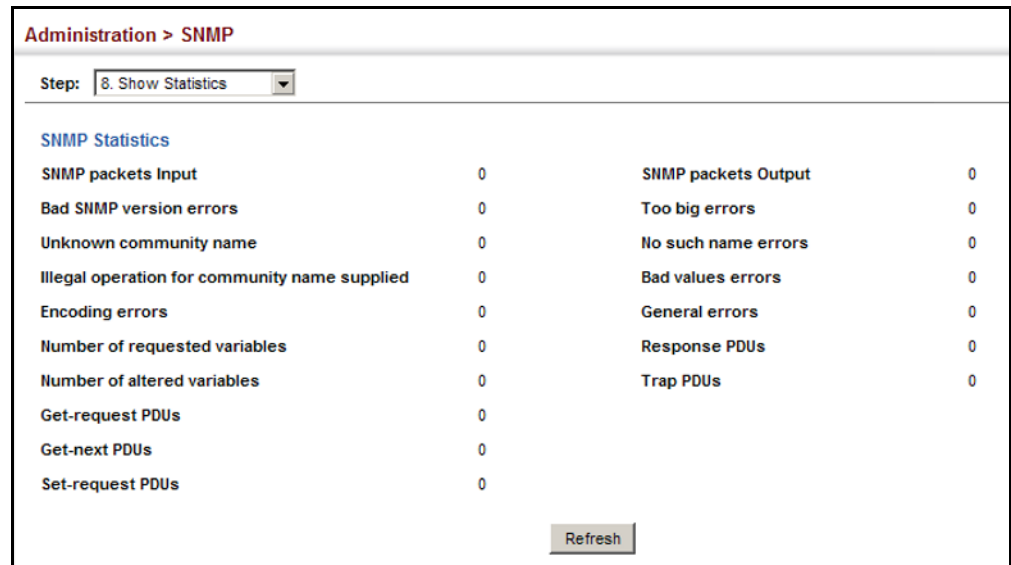 Administration > SNMP
Step: 8. Show Statistics
SNMP Statistics
SNMP packets Input 0 SNMP packets Output 0
Bad SNMP version errors 0 Too big errors 0
Unknown community name 0 No such name errors 0
Illegal operation for community name supplied 0 Bad values errors 0
Encoding errors 0 General errors 0
Number of requested variables 0 Response PDUs 0
Number of altered variables 0 Trap PDUs 0
Get-request PDUs 0
Get-next PDUs 0
Set-request PDUs 0
Refresh